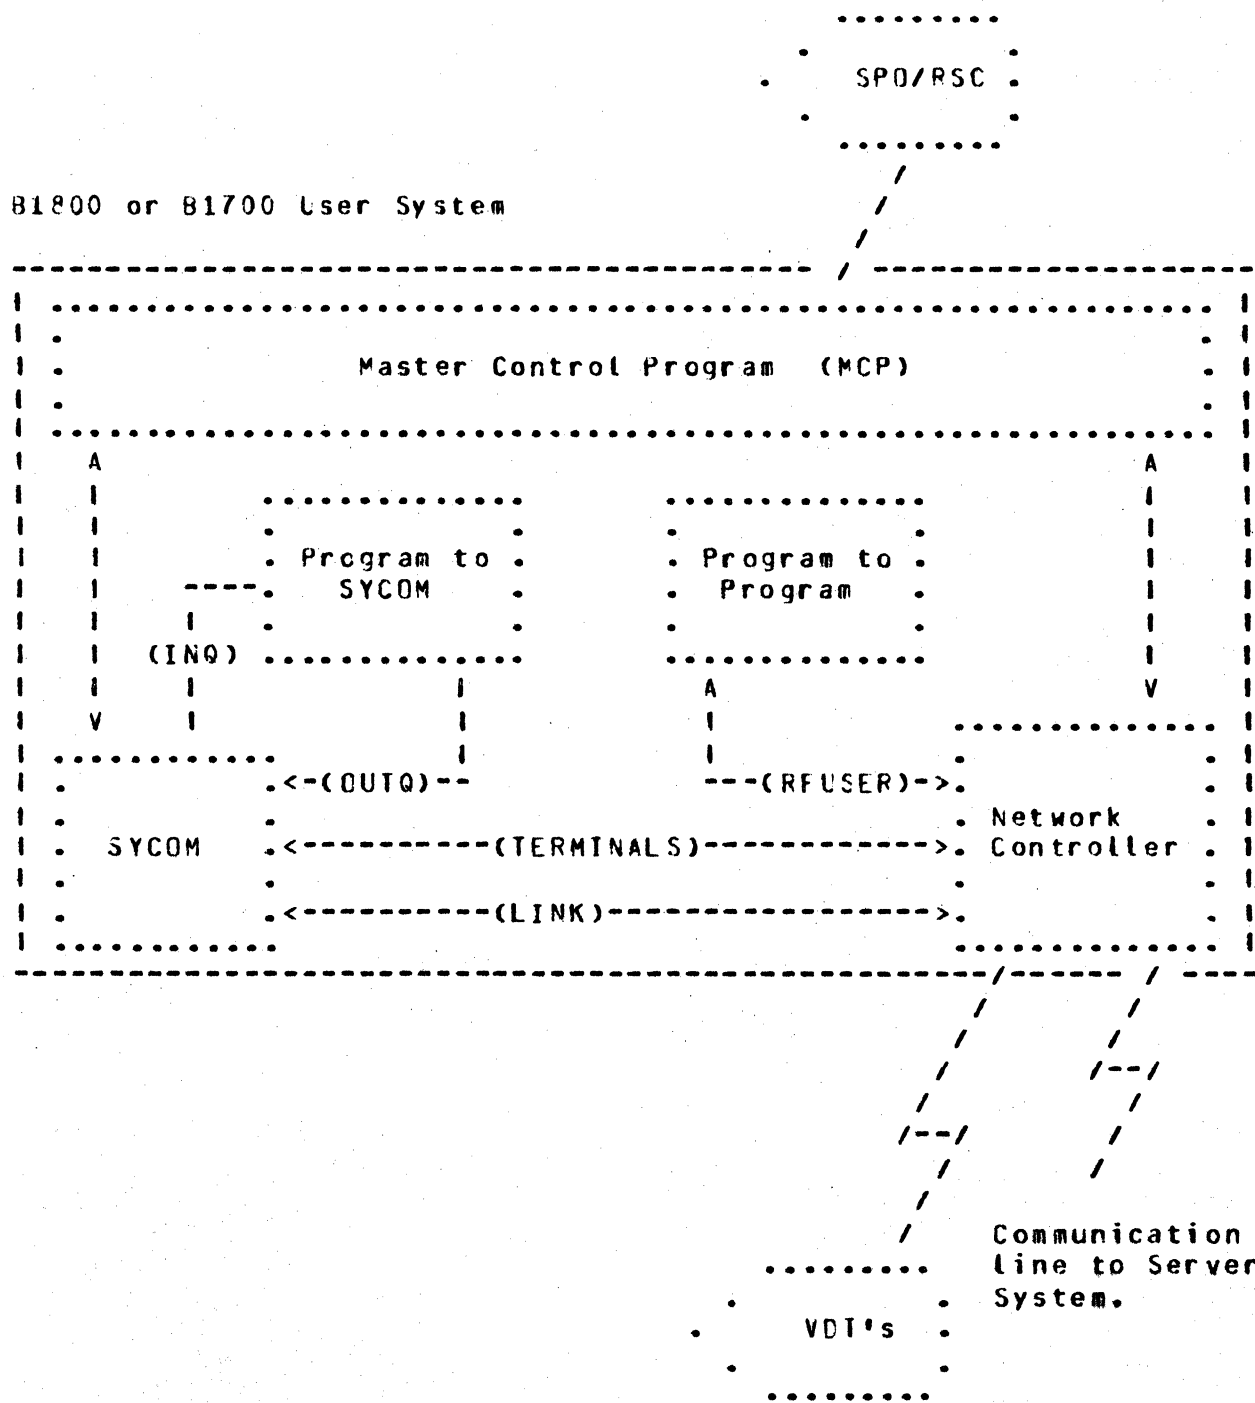 SPO/RSC
B1800 or B1700 User System
Master Control Program (MCP)
Program to
SYCOM
Program to
Program
(INQ)
<-(OUTQ)--
---(RFUSER)->
Network
Controller
SYCOM
<----------(TERMINALS)------------>
<----------(LINK)----------------->
Communication
line to Server
System.
VDT's